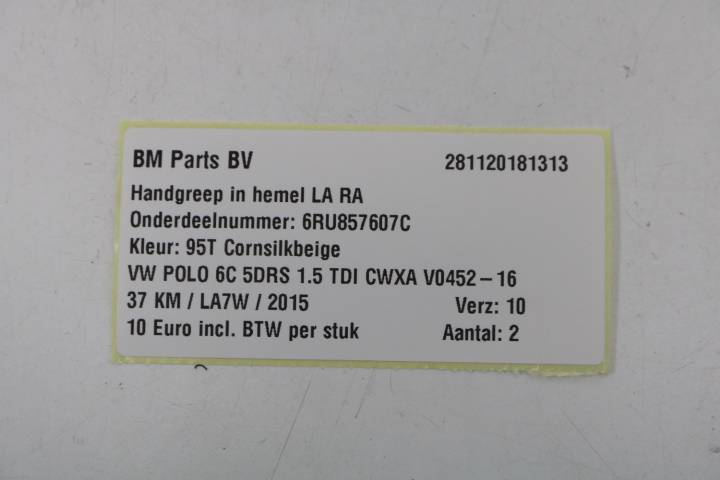 BM Parts BV 281120181313
Handgreep in hemel LA RA
Onderdeelnummer: 6RU857607C
Kleur: 95T Cornsilkbeige
VW POLO 6C 5DRS 1.5 TDI CWXA V0452-16
37 KM / LA7W / 2015 Verz: 10
10 Euro incl. BTW per stuk Aantal: 2